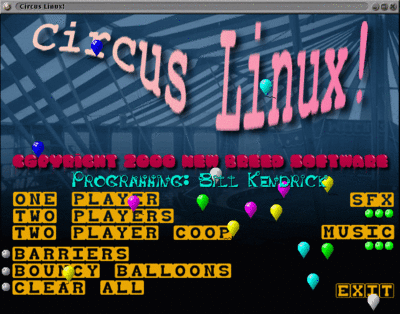 Circus Linux!
Circus Linux!
COPYRIGHT 2000 NEW BREED SOFTWARE
PROGRAMMING: BILL KENDRICK
ONE PLAYER
SFX
TWO PLAYERS
TWO PLAYER COOP
MUSIC
BARRIERS
BOUNCY BALLOONS
CLEAR ALL
EXIT